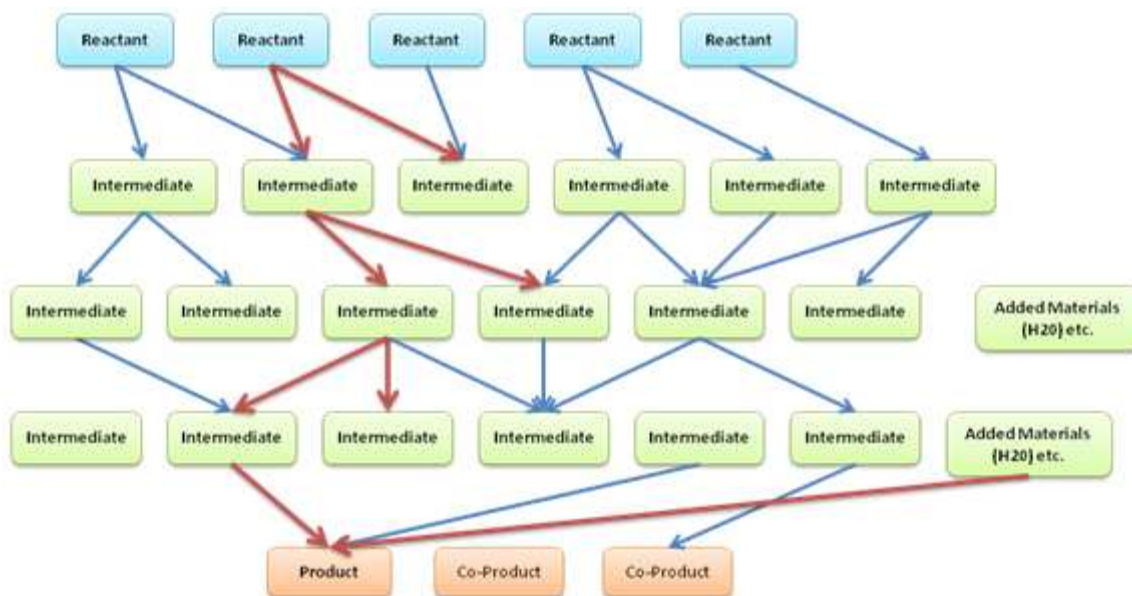 Reactant
Reactant
Reactant
Reactant
Reactant
Intermediate
Intermediate
Intermediate
Intermediate
Intermediate
Intermediate
Intermediate
Intermediate
Intermediate
Intermediate
Intermediate
Intermediate
Added Materials
(H20) etc.
Intermediate
Intermediate
Intermediate
Intermediate
Intermediate
Intermediate
Added Materials
(H20) etc.
Product
Co-Product
Co-Product